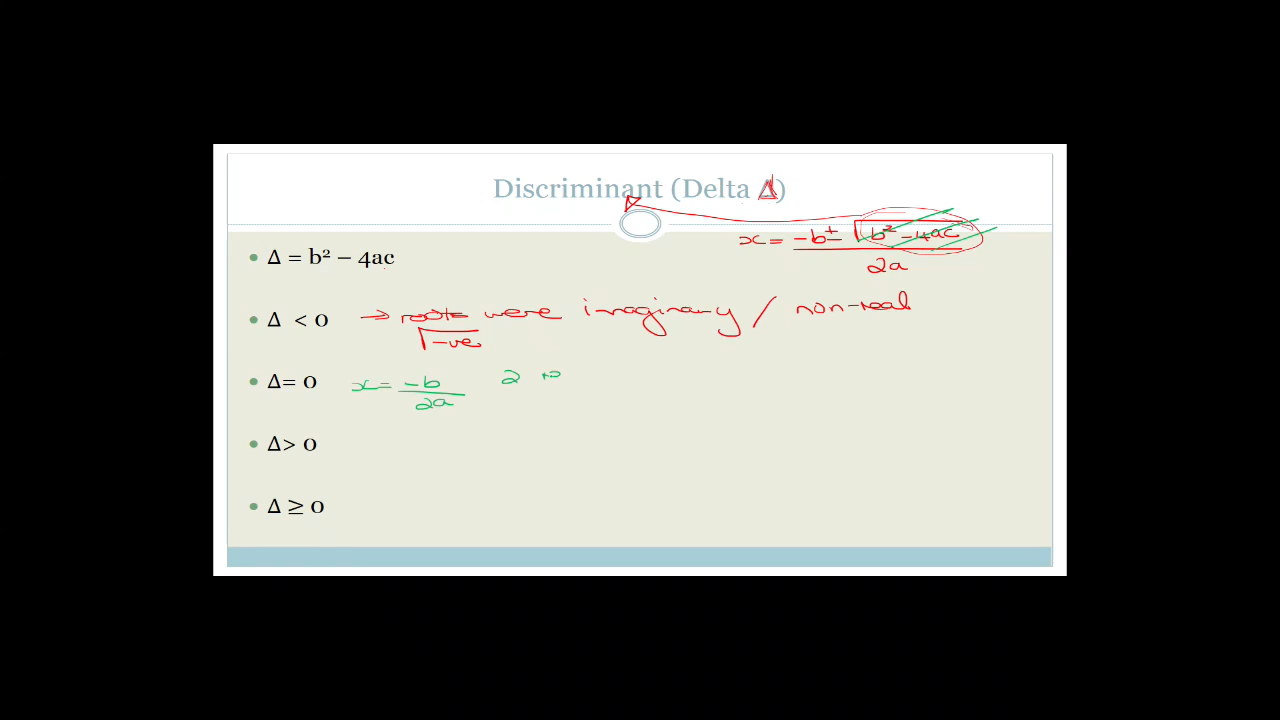 Discriminant (Delta Δ)
x = -b ± √b² - 4ac
2a
• Δ = b² – 4ac
• Δ < 0 → roots were imaginary / non-real
√-ve
• Δ= 0 x = -b 2
2a
• Δ> 0
• Δ ≥ 0